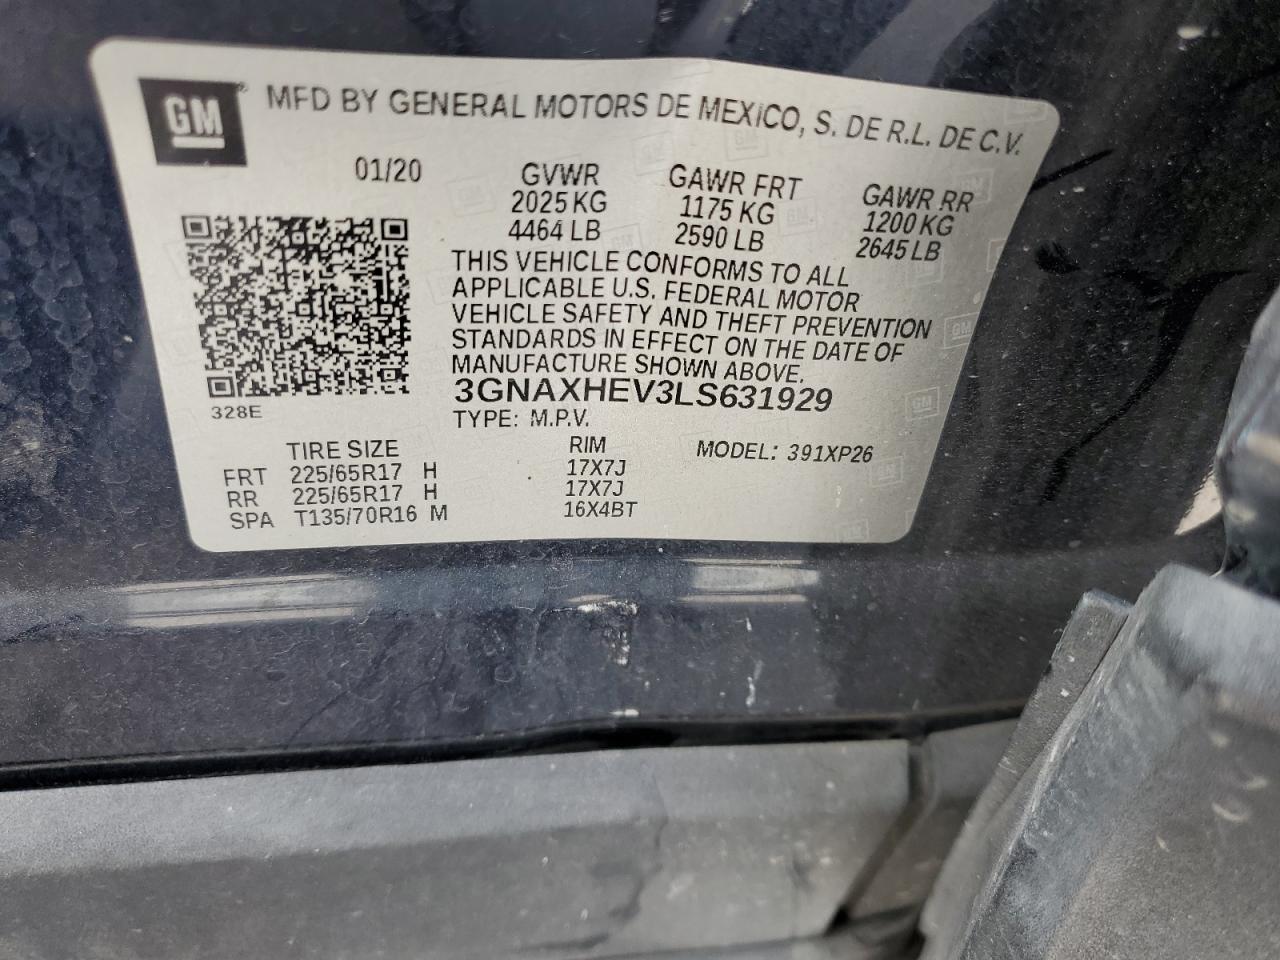 GM® MFD BY GENERAL MOTORS DE MEXICO, S. DE R.L. DE C.V.
01/20 GVWR GAWR FRT GAWR RR
2025 KG 1175 KG 1200 KG
4464 LB 2590 LB 2645 LB
THIS VEHICLE CONFORMS TO ALL
APPLICABLE U.S. FEDERAL MOTOR
VEHICLE SAFETY AND THEFT PREVENTION
STANDARDS IN EFFECT ON THE DATE OF
MANUFACTURE SHOWN ABOVE.
3GNAXHEV3LS631929
328E
TYPE: M.P.V.
TIRE SIZE RIM MODEL: 391XP26
FRT 225/65R17 H 17X7J
RR 225/65R17 H 17X7J
SPA T135/70R16 M 16X4BT